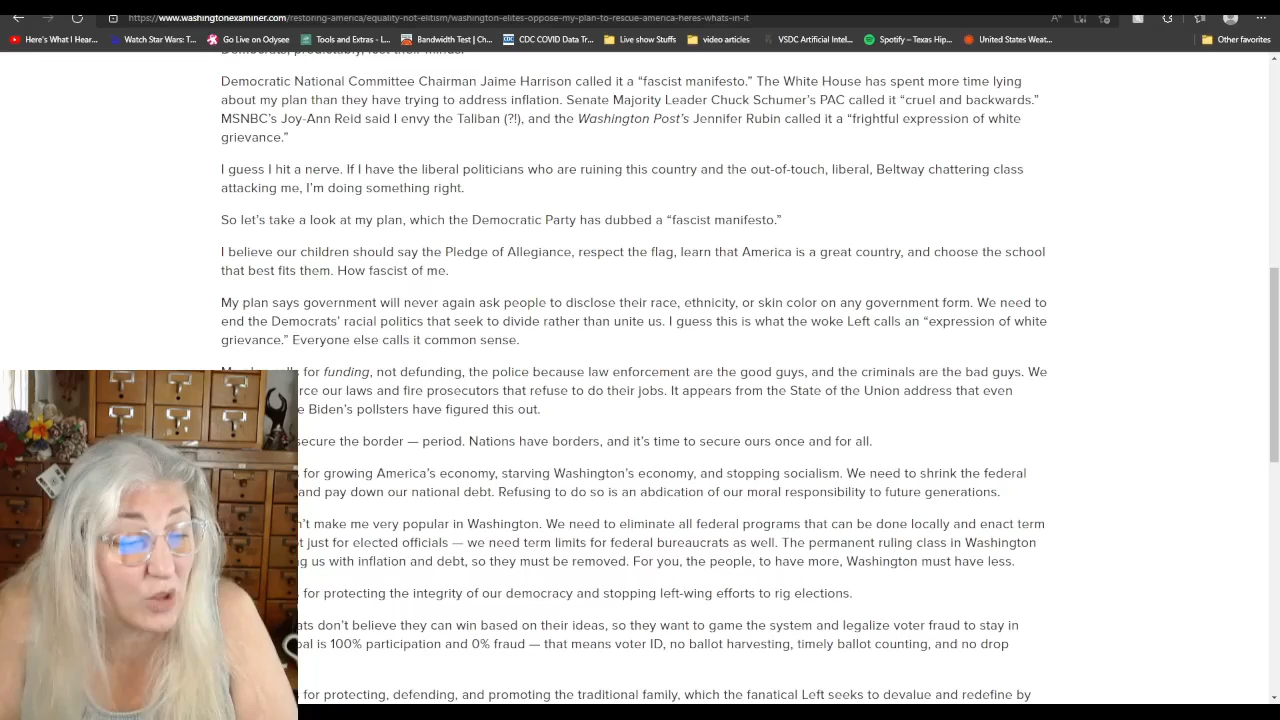 https://www.washingtonexaminer.com/restoring-america/equality-not-elitism/washington-elites-oppose-my-plan-to-rescue-america-heres-whats-in-it
Here's What I Hear... Watch Star Wars: T... Go Live on Odysee Tools and Extras - L... Bandwidth Test | Ch... CDC COVID Data Tr... Live show Stuffs video articles VSDC Artificial Intel... Spotify – Texas Hip... United States Weat... Other favorites
Democrats, predictably, lost their minds.
Democratic National Committee Chairman Jaime Harrison called it a “fascist manifesto.” The White House has spent more time lying
about my plan than they have trying to address inflation. Senate Majority Leader Chuck Schumer’s PAC called it “cruel and backwards.”
MSNBC’s Joy-Ann Reid said I envy the Taliban (?!), and the Washington Post’s Jennifer Rubin called it a “frightful expression of white
grievance.”
I guess I hit a nerve. If I have the liberal politicians who are ruining this country and the out-of-touch, liberal, Beltway chattering class
attacking me, I’m doing something right.
So let’s take a look at my plan, which the Democratic Party has dubbed a “fascist manifesto.”
I believe our children should say the Pledge of Allegiance, respect the flag, learn that America is a great country, and choose the school
that best fits them. How fascist of me.
My plan says government will never again ask people to disclose their race, ethnicity, or skin color on any government form. We need to
end the Democrats’ racial politics that seek to divide rather than unite us. I guess this is what the woke Left calls an “expression of white
grievance.” Everyone else calls it common sense.
for funding, not defunding, the police because law enforcement are the good guys, and the criminals are the bad guys. We
our laws and fire prosecutors that refuse to do their jobs. It appears from the State of the Union address that even
Biden’s pollsters have figured this out.
secure the border — period. Nations have borders, and it’s time to secure ours once and for all.
for growing America’s economy, starving Washington’s economy, and stopping socialism. We need to shrink the federal
and pay down our national debt. Refusing to do so is an abdication of our moral responsibility to future generations.
make me very popular in Washington. We need to eliminate all federal programs that can be done locally and enact term
just for elected officials — we need term limits for federal bureaucrats as well. The permanent ruling class in Washington
us with inflation and debt, so they must be removed. For you, the people, to have more, Washington must have less.
for protecting the integrity of our democracy and stopping left-wing efforts to rig elections.
don’t believe they can win based on their ideas, so they want to game the system and legalize voter fraud to stay in
is 100% participation and 0% fraud — that means voter ID, no ballot harvesting, timely ballot counting, and no drop
for protecting, defending, and promoting the traditional family, which the fanatical Left seeks to devalue and redefine by